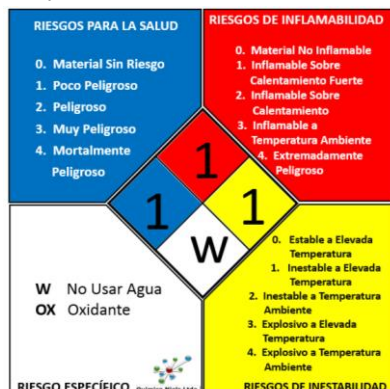 RIESGOS PARA LA SALUD
0. Material Sin Riesgo
1. Poco Peligroso
2. Peligroso
3. Muy Peligroso
4. Mortalmente
Peligroso
RIESGOS DE INFLAMABILIDAD
0. Material No Inflamable
1. Inflamable Sobre
Calentamiento Fuerte
2. Inflamable Sobre
Calentamiento
3. Inflamable a
Temperatura Ambiente
4. Extremadamente
Peligroso
1
1
1
W
W No Usar Agua
OX Oxidante
RIESGO ESPECÍFICO
0. Estable a Elevada
Temperatura
1. Inestable a Elevada
Temperatura
2. Inestable a Temperatura
Ambiente
3. Explosivo a Elevada
Temperatura
4. Explosivo a Temperatura
Ambiente
RIESGOS DE INESTABILIDAD